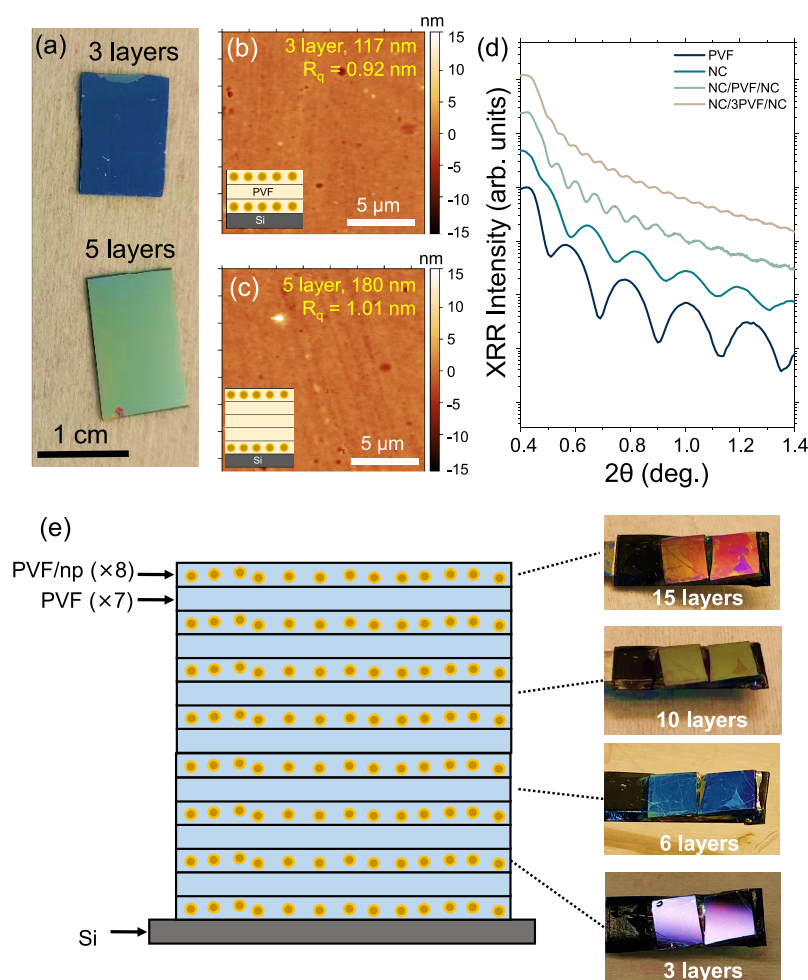 (a)
3 layers
5 layers
1 cm
(b)
3 layer, 117 nm
Rq = 0.92 nm
PVF
Si
5 µm
nm
15
10
5
0
-5
-10
-15
(c)
5 layer, 180 nm
Rq = 1.01 nm
Si
5 µm
nm
15
10
5
0
-5
-10
-15
(d)
PVF
NC
NC/PVF/NC
NC/3PVF/NC
XRR Intensity (arb. units)
0.4 0.6 0.8 1.0 1.2 1.4
2θ (deg.)
(e)
PVF/np (×8)
PVF (×7)
Si
15 layers
10 layers
6 layers
3 layers